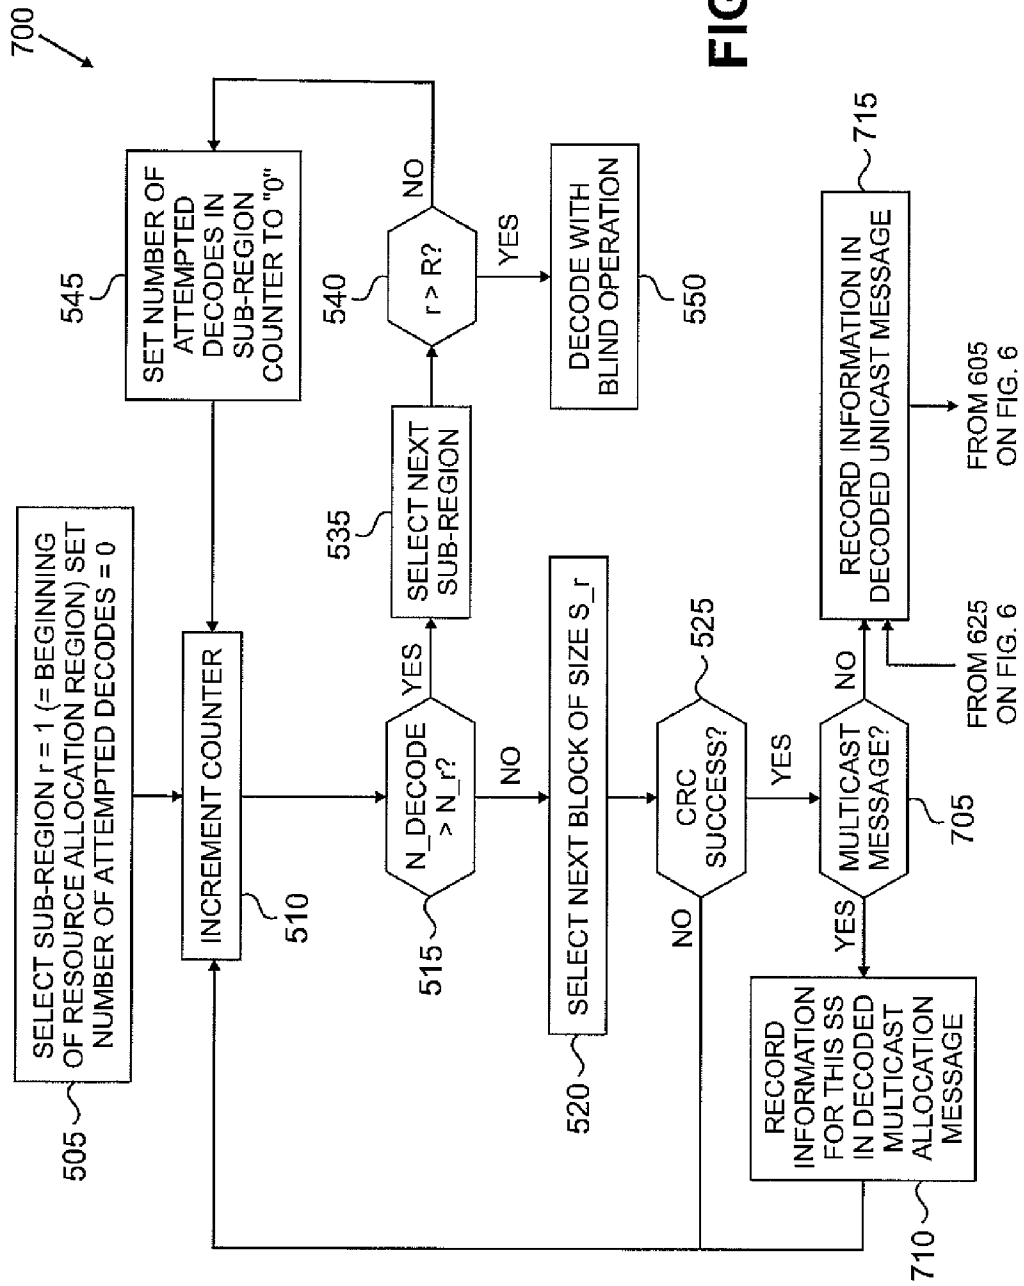 700
SELECT SUB-REGION r = 1 (= BEGINNING
OF RESOURCE ALLOCATION REGION) SET
NUMBER OF ATTEMPTED DECODES = 0
505
INCREMENT COUNTER
510
N_DECODE
> N_r?
515
YES
NO
SELECT NEXT
SUB-REGION
535
r > R?
540
NO
YES
SET NUMBER OF
ATTEMPTED
DECODES IN
SUB-REGION
COUNTER TO "0"
545
DECODE WITH
BLIND OPERATION
550
SELECT NEXT BLOCK OF SIZE S_r
520
CRC
SUCCESS?
525
NO
YES
MULTICAST
MESSAGE?
705
YES
NO
RECORD
INFORMATION
FOR THIS SS
IN DECODED
MULTICAST
ALLOCATION
MESSAGE
710
RECORD INFORMATION IN
DECODED UNICAST MESSAGE
715
FROM 625
ON FIG. 6
FROM 605
ON FIG. 6
FIG